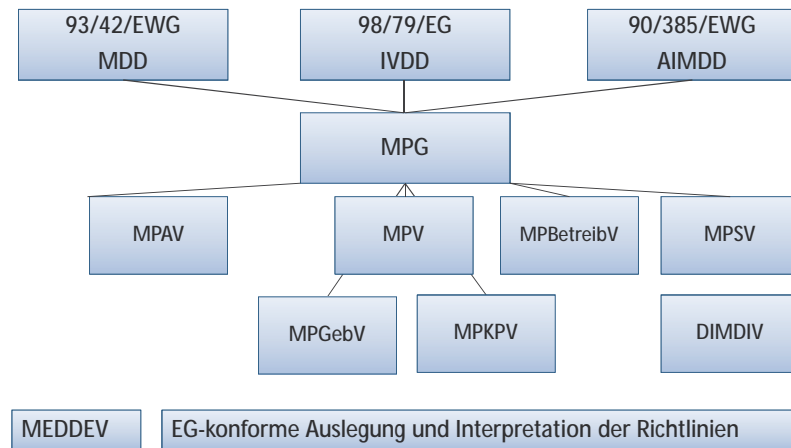 93/42/EWG
MDD
98/79/EG
IVDD
90/385/EWG
AIMDD
MPG
MPAV
MPV
MPBetreibV
MPSV
MPGebV
MPKPV
DIMDIV
MEDDEV
EG-konforme Auslegung und Interpretation der Richtlinien